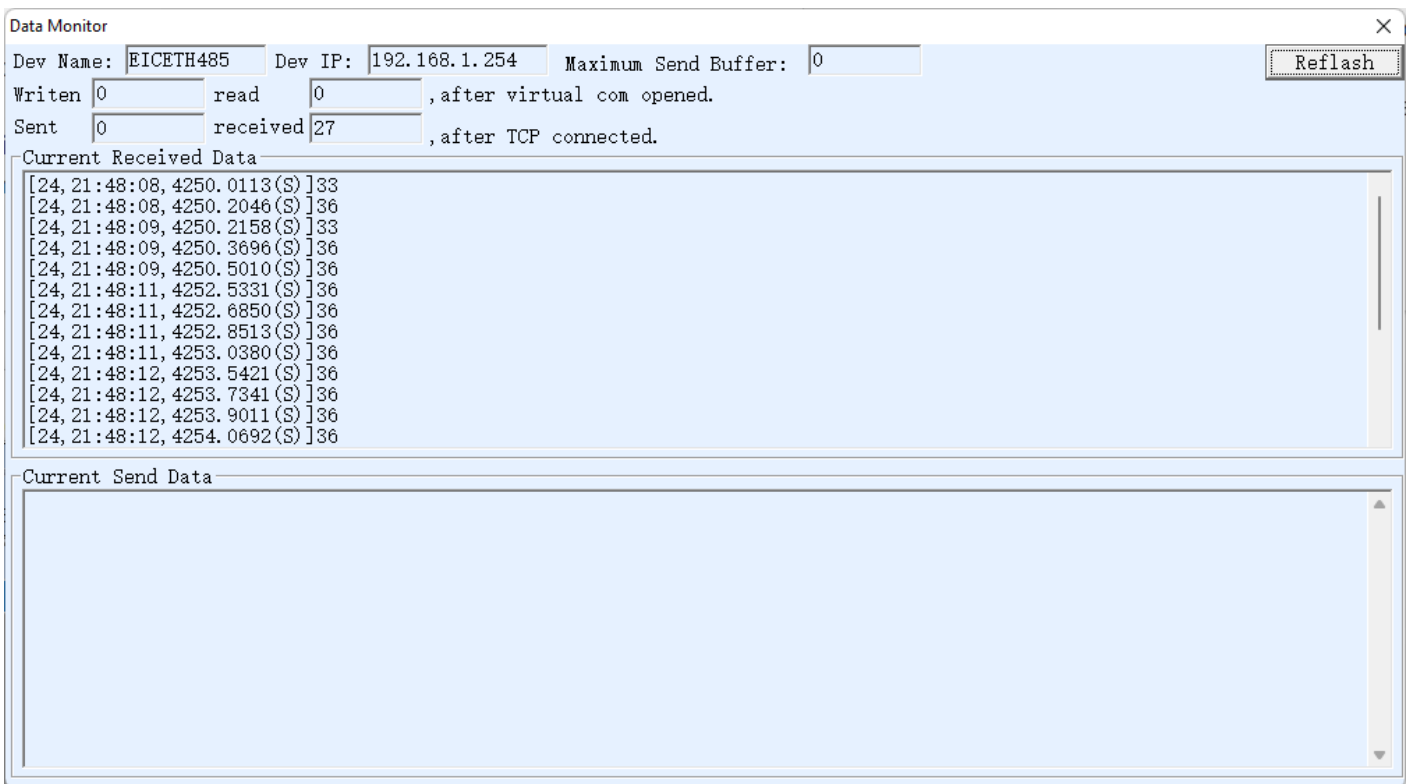 Data Monitor
Dev Name: EICETH485 Dev IP: 192.168.1.254 Maximum Send Buffer: 0 Reflash
Writen 0 read 0 ,after virtual com opened.
Sent 0 received 27 ,after TCP connected.
Current Received Data
[24,21:48:08,4250.0113(S)]33
[24,21:48:08,4250.2046(S)]36
[24,21:48:09,4250.2158(S)]33
[24,21:48:09,4250.3696(S)]36
[24,21:48:09,4250.5010(S)]36
[24,21:48:11,4252.5331(S)]36
[24,21:48:11,4252.6850(S)]36
[24,21:48:11,4252.8513(S)]36
[24,21:48:11,4253.0380(S)]36
[24,21:48:12,4253.5421(S)]36
[24,21:48:12,4253.7341(S)]36
[24,21:48:12,4253.9011(S)]36
[24,21:48:12,4254.0692(S)]36
Current Send Data